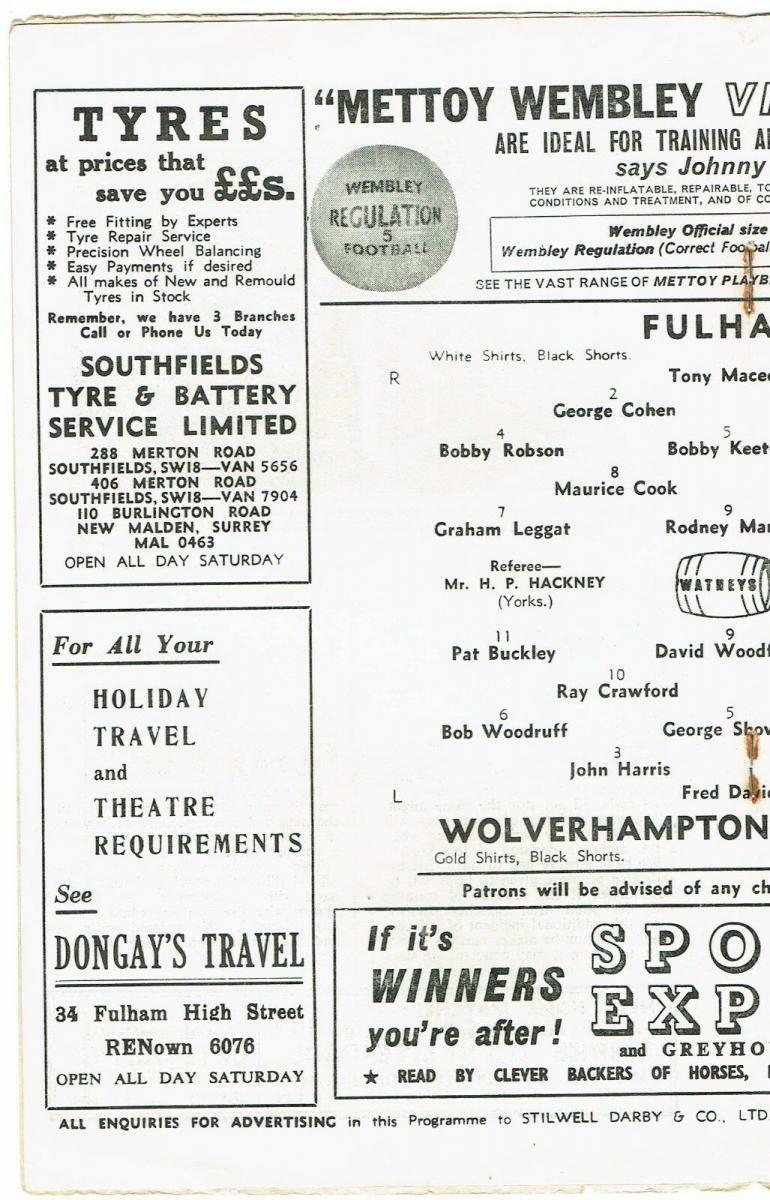 TYRES
at prices that
save you ££s.
* Free Fitting by Experts
* Tyre Repair Service
* Precision Wheel Balancing
* Easy Payments if desired
* All makes of New and Remould
Tyres in Stock
Remember, we have 3 Branches
Call or Phone Us Today
SOUTHFIELDS
TYRE & BATTERY
SERVICE LIMITED
288 MERTON ROAD
SOUTHFIELDS, SW18—VAN 5656
406 MERTON ROAD
SOUTHFIELDS, SW18—VAN 7904
110 BURLINGTON ROAD
NEW MALDEN, SURREY
MAL 0463
OPEN ALL DAY SATURDAY
For All Your
HOLIDAY
TRAVEL
and
THEATRE
REQUIREMENTS
See
DONGAY'S TRAVEL
34 Fulham High Street
RENown 6076
OPEN ALL DAY SATURDAY
"METTOY WEMBLEY
ARE IDEAL FOR TRAINING
says Johnny
WEMBLEY
REGULATION
5
FOOTBALL
THEY ARE RE-INFLATABLE, REPAIRABLE,
CONDITIONS AND TREATMENT, AND OF
Wembley Official size
Wembley Regulation (Correct
SEE THE VAST RANGE OF METTOY
FULHA
White Shirts, Black Shorts.
R
Tony Mace
2
George Cohen
4
5
Bobby Robson
Bobby Keet
8
Maurice Cook
7
9
Graham Leggat
Rodney Mar
Referee—
Mr. H. P. HACKNEY
(Yorks.)
WATNEYS
11
9
Pat Buckley
David Woodf
10
Ray Crawford
6
5
Bob Woodruff
George Show
3
John Harris
L
Fred Davi
WOLVERHAMPTON
Gold Shirts, Black Shorts.
Patrons will be advised of any ch
If it's
WINNERS
you're after!
SPO
EXP
and GREYHO
★ READ BY CLEVER BACKERS OF HORSES,
ALL ENQUIRIES FOR ADVERTISING in this Programme to STILWELL DARBY & CO., LTD